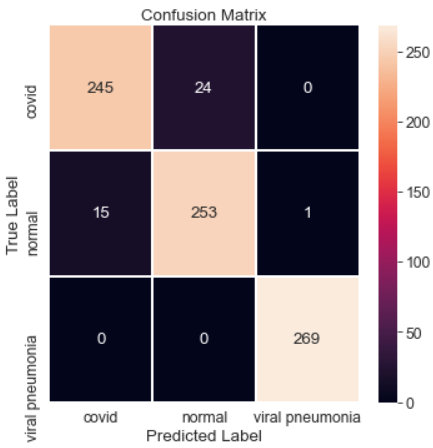 Confusion Matrix
True Label
covid
245 24 0
normal
15 253 1
viral pneumonia
0 0 269
covid normal viral pneumonia
Predicted Label
250
200
150
100
50
0